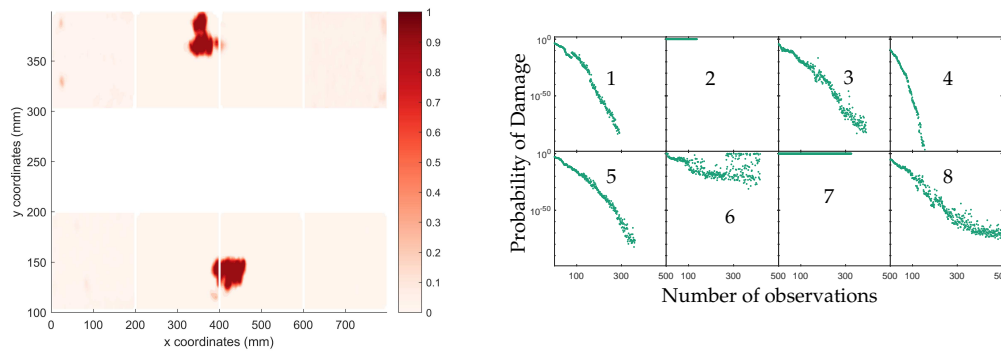 350
300
250
200
150
100
y coordinates (mm)
0 100 200 300 400 500 600 700
x coordinates (mm)
1
0.9
0.8
0.7
0.6
0.5
0.4
0.3
0.2
0.1
0
Probability of Damage
10^0
10^-50
1 2 3 4
10^0
10^-50
5 6 7 8
100 300 500 100 300 500 100 300 500 100 300 500
Number of observations